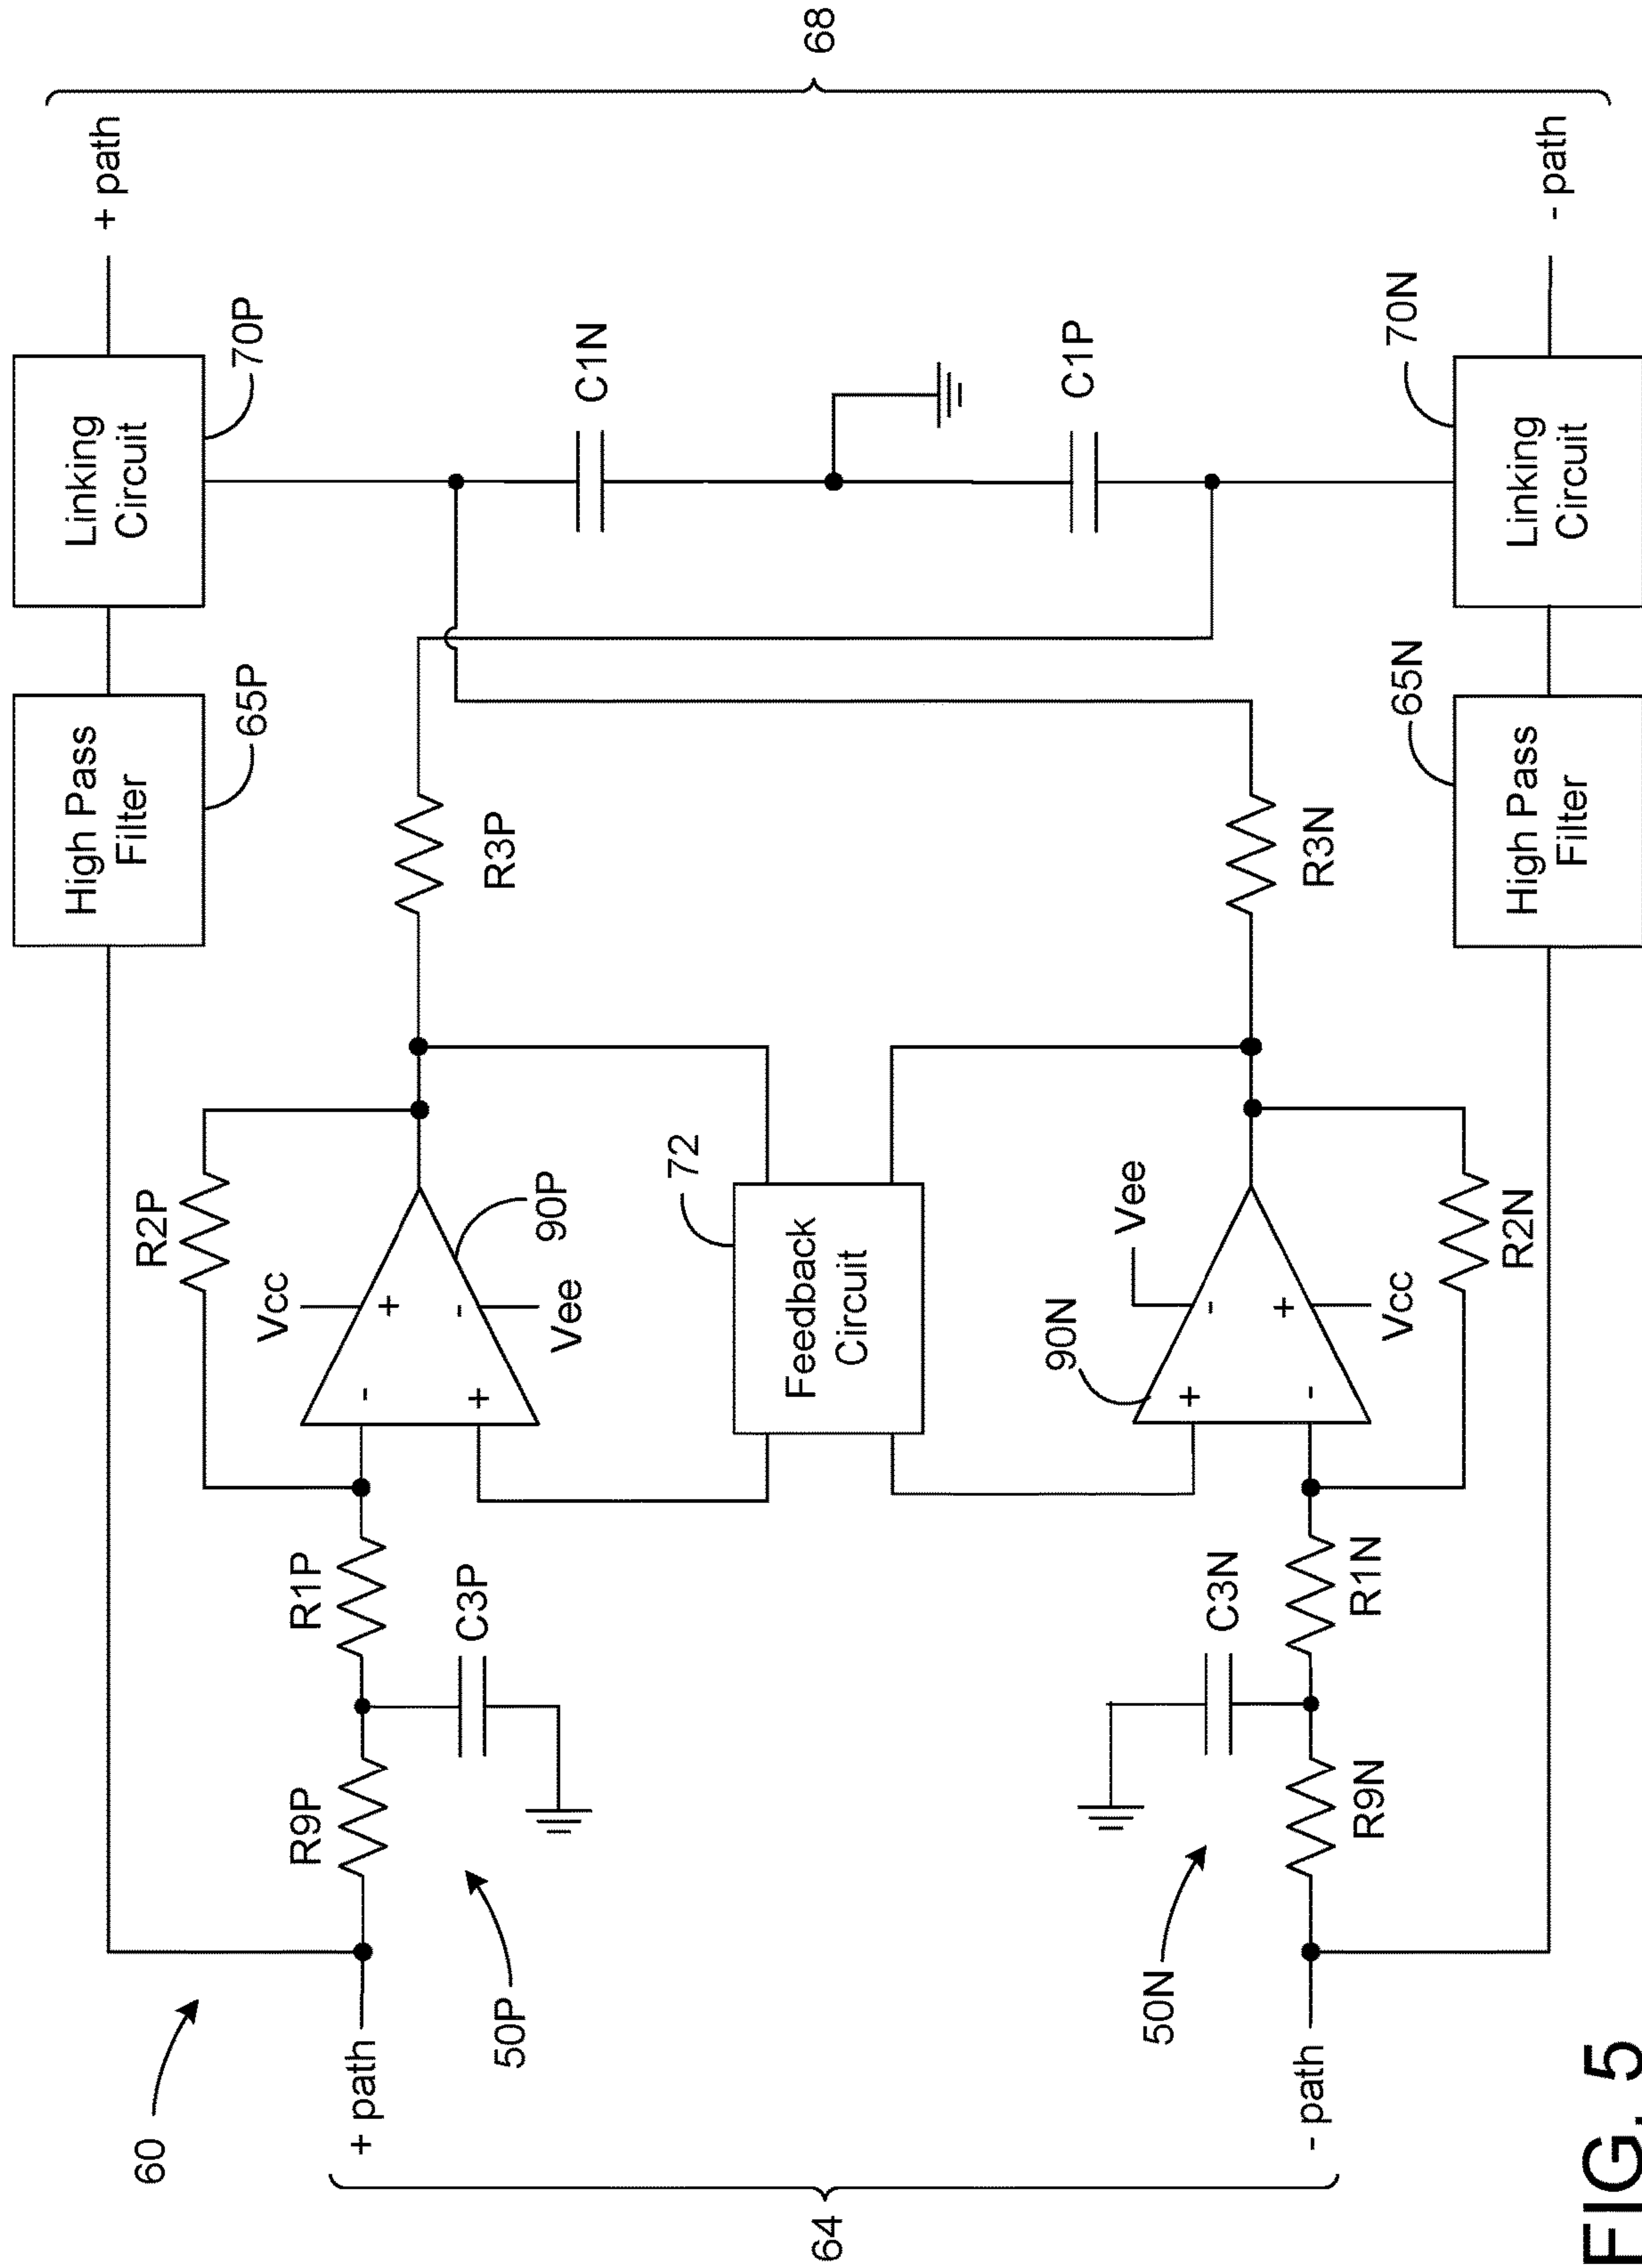 60
64
+ path
- path
50P
50N
R9P
C3P
R1P
R9N
C3N
R1N
R2P
Vcc
-
+
+
-
Vee
90P
72
Feedback
Circuit
90N
Vee
+
-
-
+
Vcc
R2N
R3P
R3N
High Pass
Filter
65P
High Pass
Filter
65N
Linking
Circuit
70P
Linking
Circuit
70N
C1N
C1P
+ path
- path
68
FIG. 5